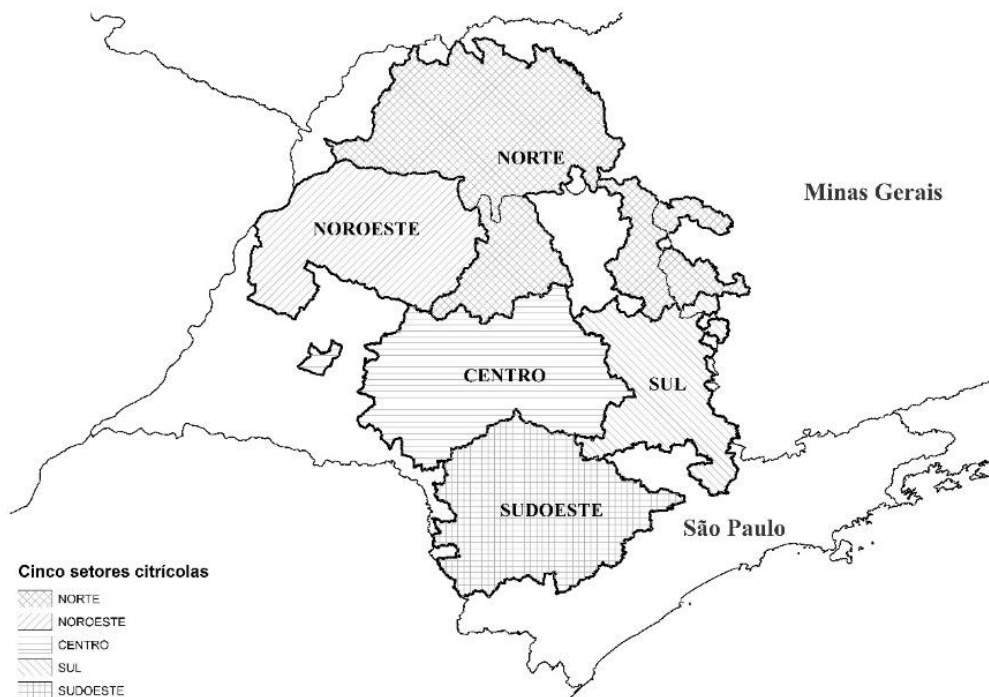 NORTE
Minas Gerais
NOROESTE
CENTRO
SUL
SUDOESTE
São Paulo
Cinco setores citrícolas
NORTE
NOROESTE
CENTRO
SUL
SUDOESTE